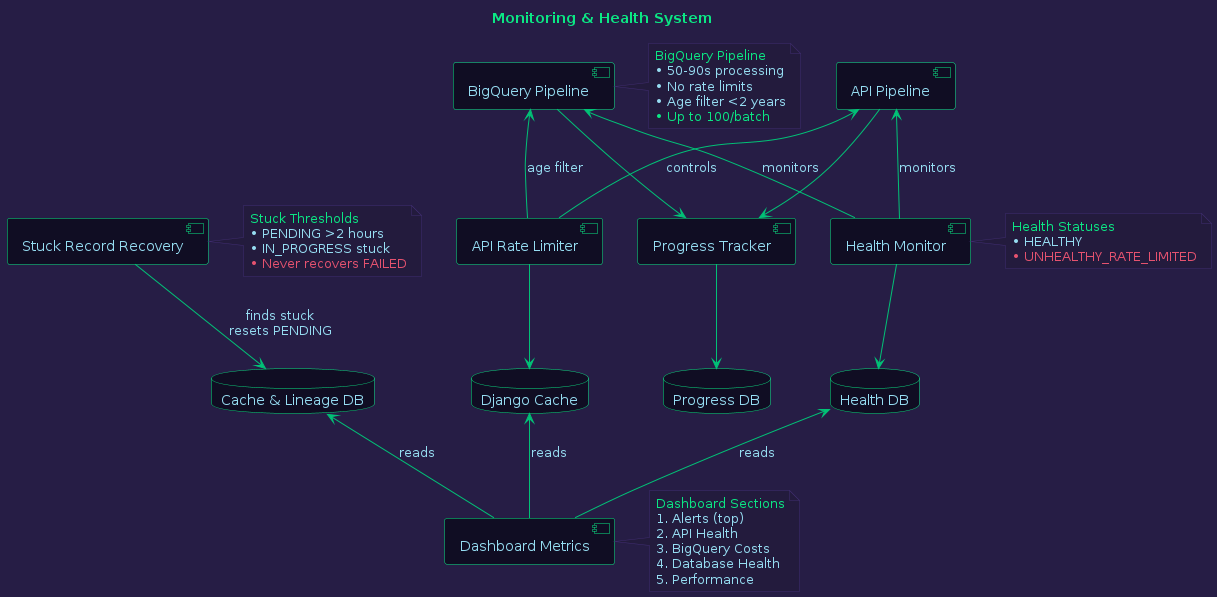 Monitoring & Health System
BigQuery Pipeline
BigQuery Pipeline
• 50-90s processing
• No rate limits
• Age filter <2 years
• Up to 100/batch
API Pipeline
age filter
controls
monitors
monitors
Stuck Record Recovery
Stuck Thresholds
• PENDING >2 hours
• IN_PROGRESS stuck
• Never recovers FAILED
API Rate Limiter
Progress Tracker
Health Monitor
Health Statuses
• HEALTHY
• UNHEALTHY_RATE_LIMITED
finds stuck
resets PENDING
Cache & Lineage DB
Django Cache
Progress DB
Health DB
reads
reads
reads
Dashboard Metrics
Dashboard Sections
1. Alerts (top)
2. API Health
3. BigQuery Costs
4. Database Health
5. Performance